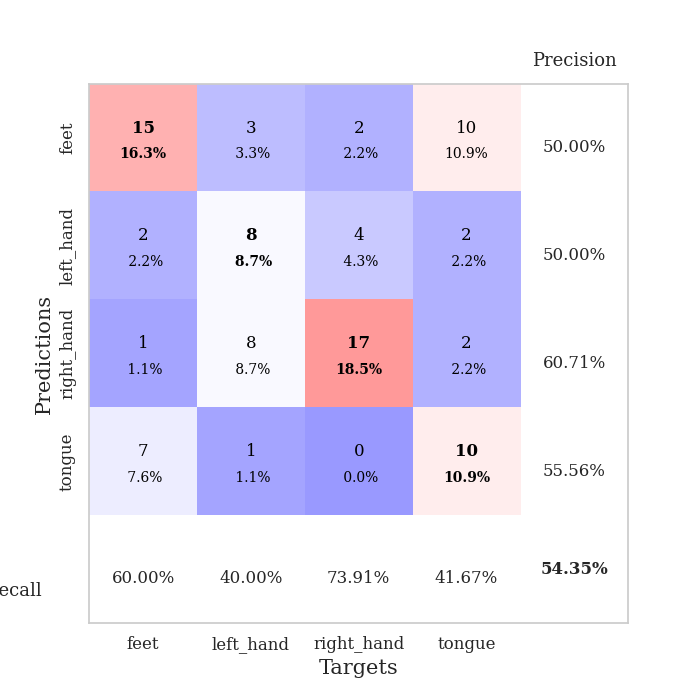 Precision
feet 15 3 2 10 50.00%
16.3% 3.3% 2.2% 10.9%
left_hand 2 8 4 2 50.00%
2.2% 8.7% 4.3% 2.2%
Predictions
right_hand 1 8 17 2 60.71%
1.1% 8.7% 18.5% 2.2%
tongue 7 1 0 10 55.56%
7.6% 1.1% 0.0% 10.9%
ecall 60.00% 40.00% 73.91% 41.67% 54.35%
feet left_hand right_hand tongue
Targets